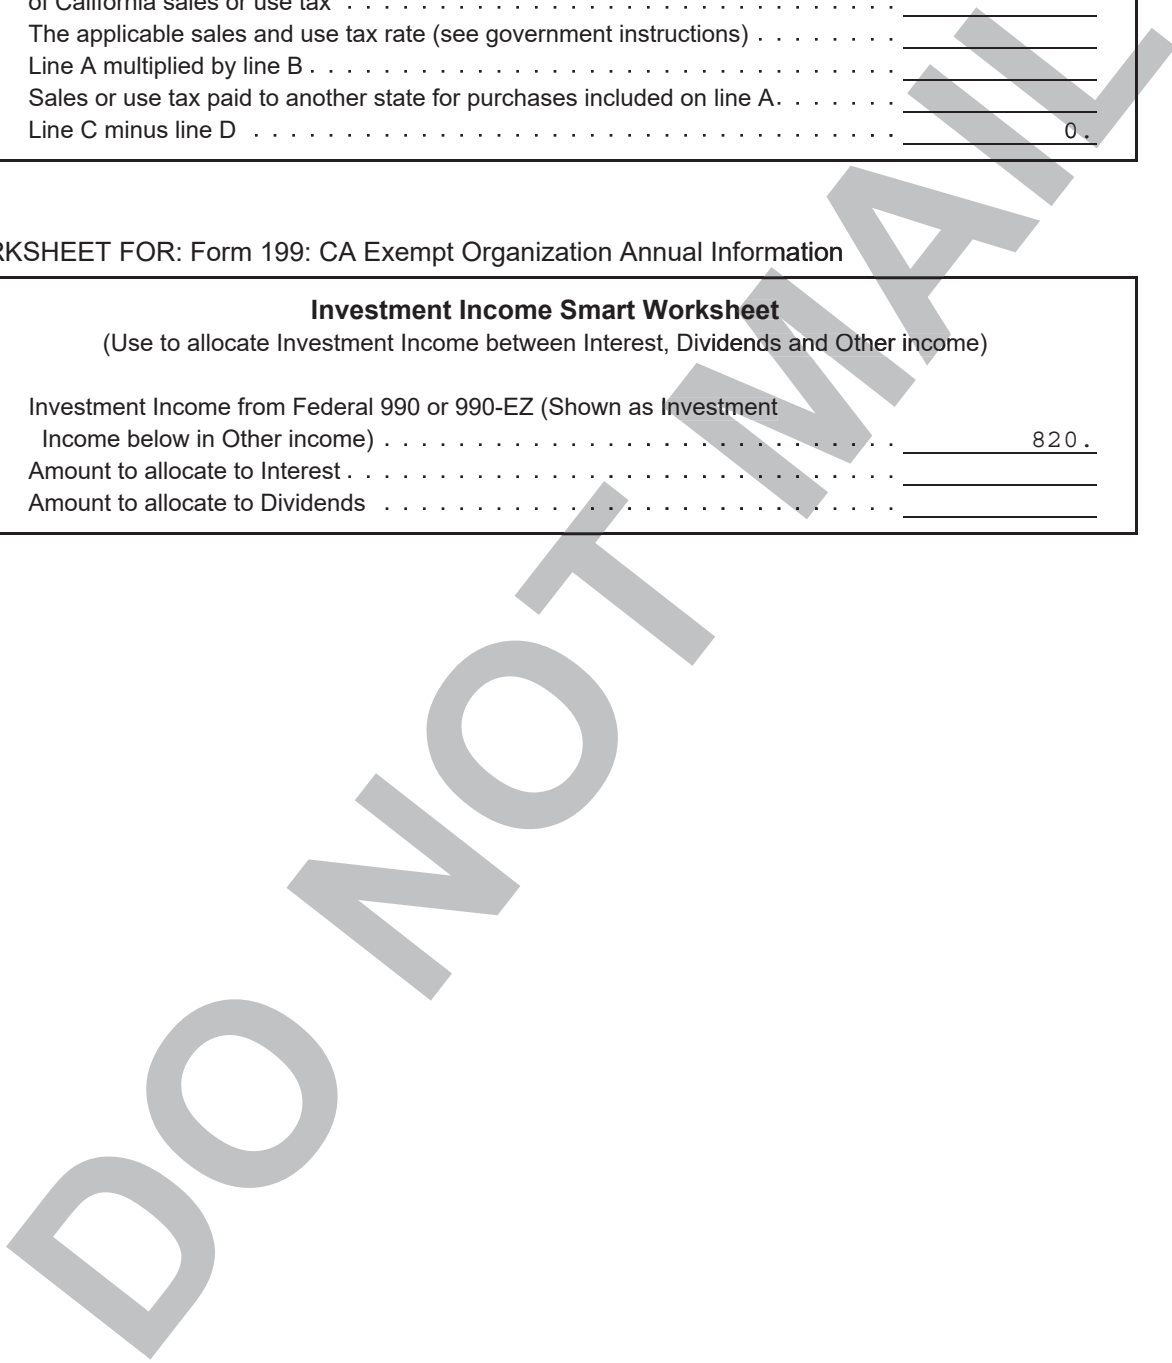 of California sales or use tax . . . . . . . . . . . . . . . . . . . . . . . . . . . . . .
The applicable sales and use tax rate (see government instructions) . . . . . . . .
Line A multiplied by line B . . . . . . . . . . . . . . . . . . . . . . . . . . . . . . . .
Sales or use tax paid to another state for purchases included on line A. . . . . . .
Line C minus line D . . . . . . . . . . . . . . . . . . . . . . . . . . . . . . . . . . . 0.
RKSHEET FOR: Form 199: CA Exempt Organization Annual Information
Investment Income Smart Worksheet
(Use to allocate Investment Income between Interest, Dividends and Other income)
Investment Income from Federal 990 or 990-EZ (Shown as Investment
Income below in Other income) . . . . . . . . . . . . . . . . . . . . . . . . . . . . 820.
Amount to allocate to Interest . . . . . . . . . . . . . . . . . . . . . . . . . . . . . .
Amount to allocate to Dividends . . . . . . . . . . . . . . . . . . . . . . . . . . . .
DO NOT MAIL